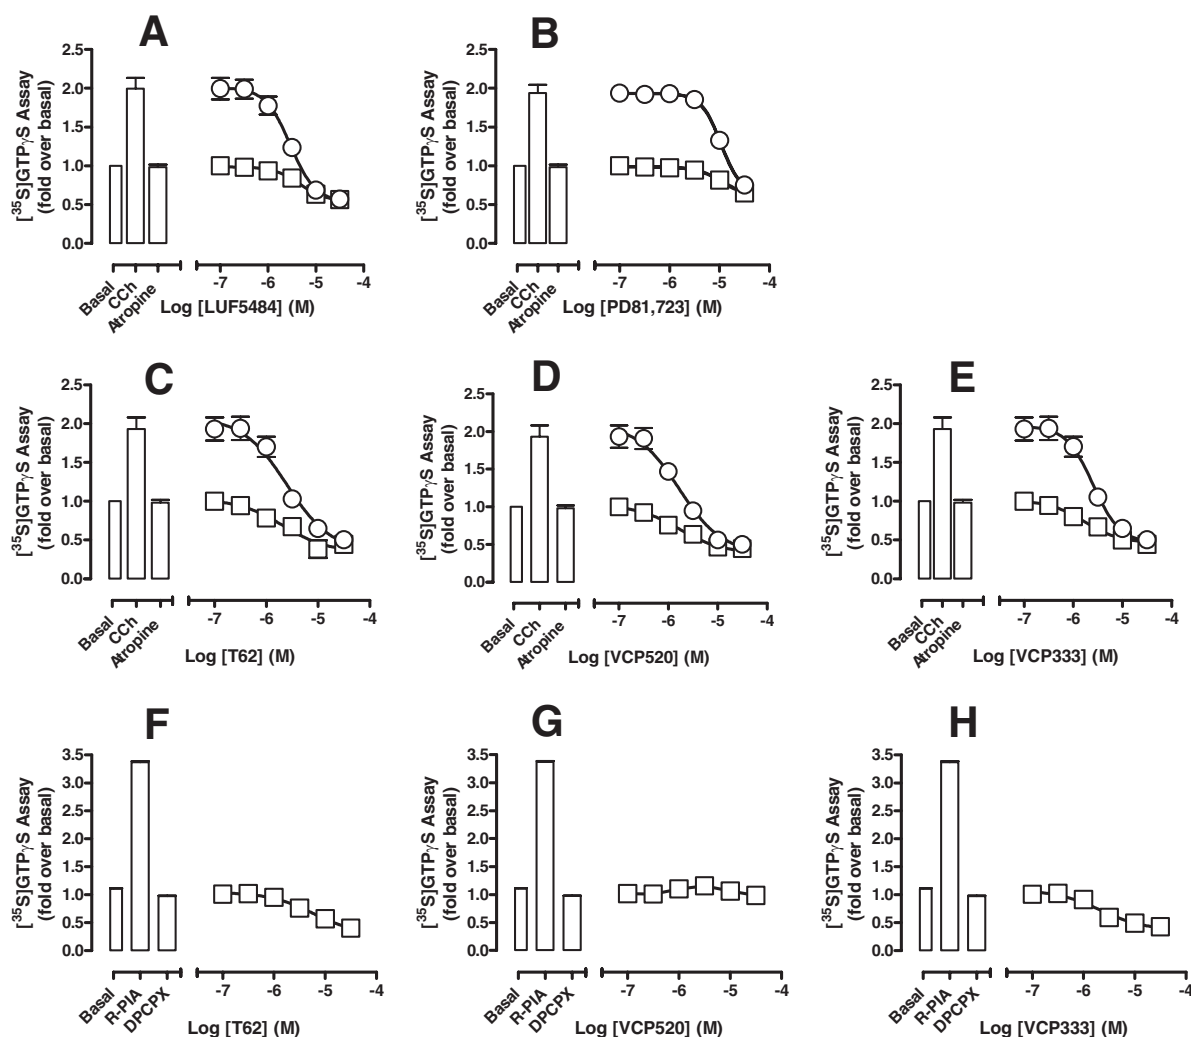 A
[35S]GTPγS Assay
(fold over basal)
2.5
2.0
1.5
1.0
0.5
0.0
Basal
CCh
Atropine
-7 -6 -5 -4
Log [LUF5484] (M)
B
[35S]GTPγS Assay
(fold over basal)
2.5
2.0
1.5
1.0
0.5
0.0
Basal
CCh
Atropine
-7 -6 -5 -4
Log [PD81,723] (M)
C
[35S]GTPγS Assay
(fold over basal)
2.5
2.0
1.5
1.0
0.5
0.0
Basal
CCh
Atropine
-7 -6 -5 -4
Log [T62] (M)
D
[35S]GTPγS Assay
(fold over basal)
2.5
2.0
1.5
1.0
0.5
0.0
Basal
CCh
Atropine
-7 -6 -5 -4
Log [VCP520] (M)
E
[35S]GTPγS Assay
(fold over basal)
2.5
2.0
1.5
1.0
0.5
0.0
Basal
CCh
Atropine
-7 -6 -5 -4
Log [VCP333] (M)
F
[35S]GTPγS Assay
(fold over basal)
3.5
3.0
2.5
2.0
1.5
1.0
0.5
0.0
Basal
R-PIA
DPCPX
-7 -6 -5 -4
Log [T62] (M)
G
[35S]GTPγS Assay
(fold over basal)
3.5
3.0
2.5
2.0
1.5
1.0
0.5
0.0
Basal
R-PIA
DPCPX
-7 -6 -5 -4
Log [VCP520] (M)
H
[35S]GTPγS Assay
(fold over basal)
3.5
3.0
2.5
2.0
1.5
1.0
0.5
0.0
Basal
R-PIA
DPCPX
-7 -6 -5 -4
Log [VCP333] (M)